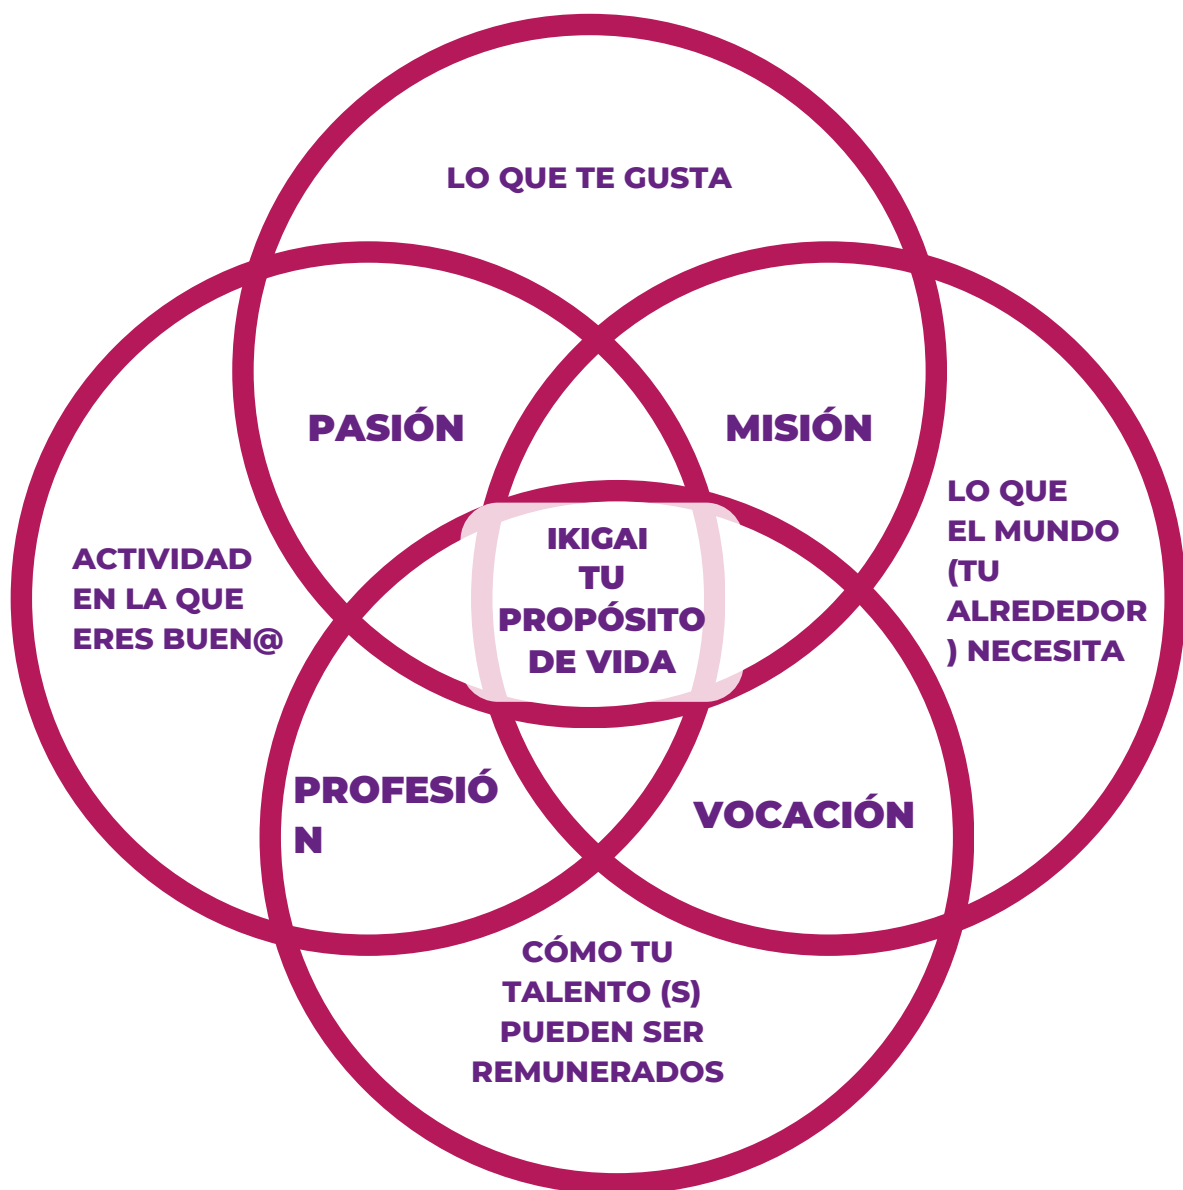 LO QUE TE GUSTA
PASIÓN
MISIÓN
LO QUE
EL MUNDO
(TU
ALREDEDOR
) NECESITA
ACTIVIDAD
EN LA QUE
ERES BUEN@
IKIGAI
TU
PROPÓSITO
DE VIDA
PROFESIÓ
N
VOCACIÓN
CÓMO TU
TALENTO (S)
PUEDEN SER
REMUNERADOS